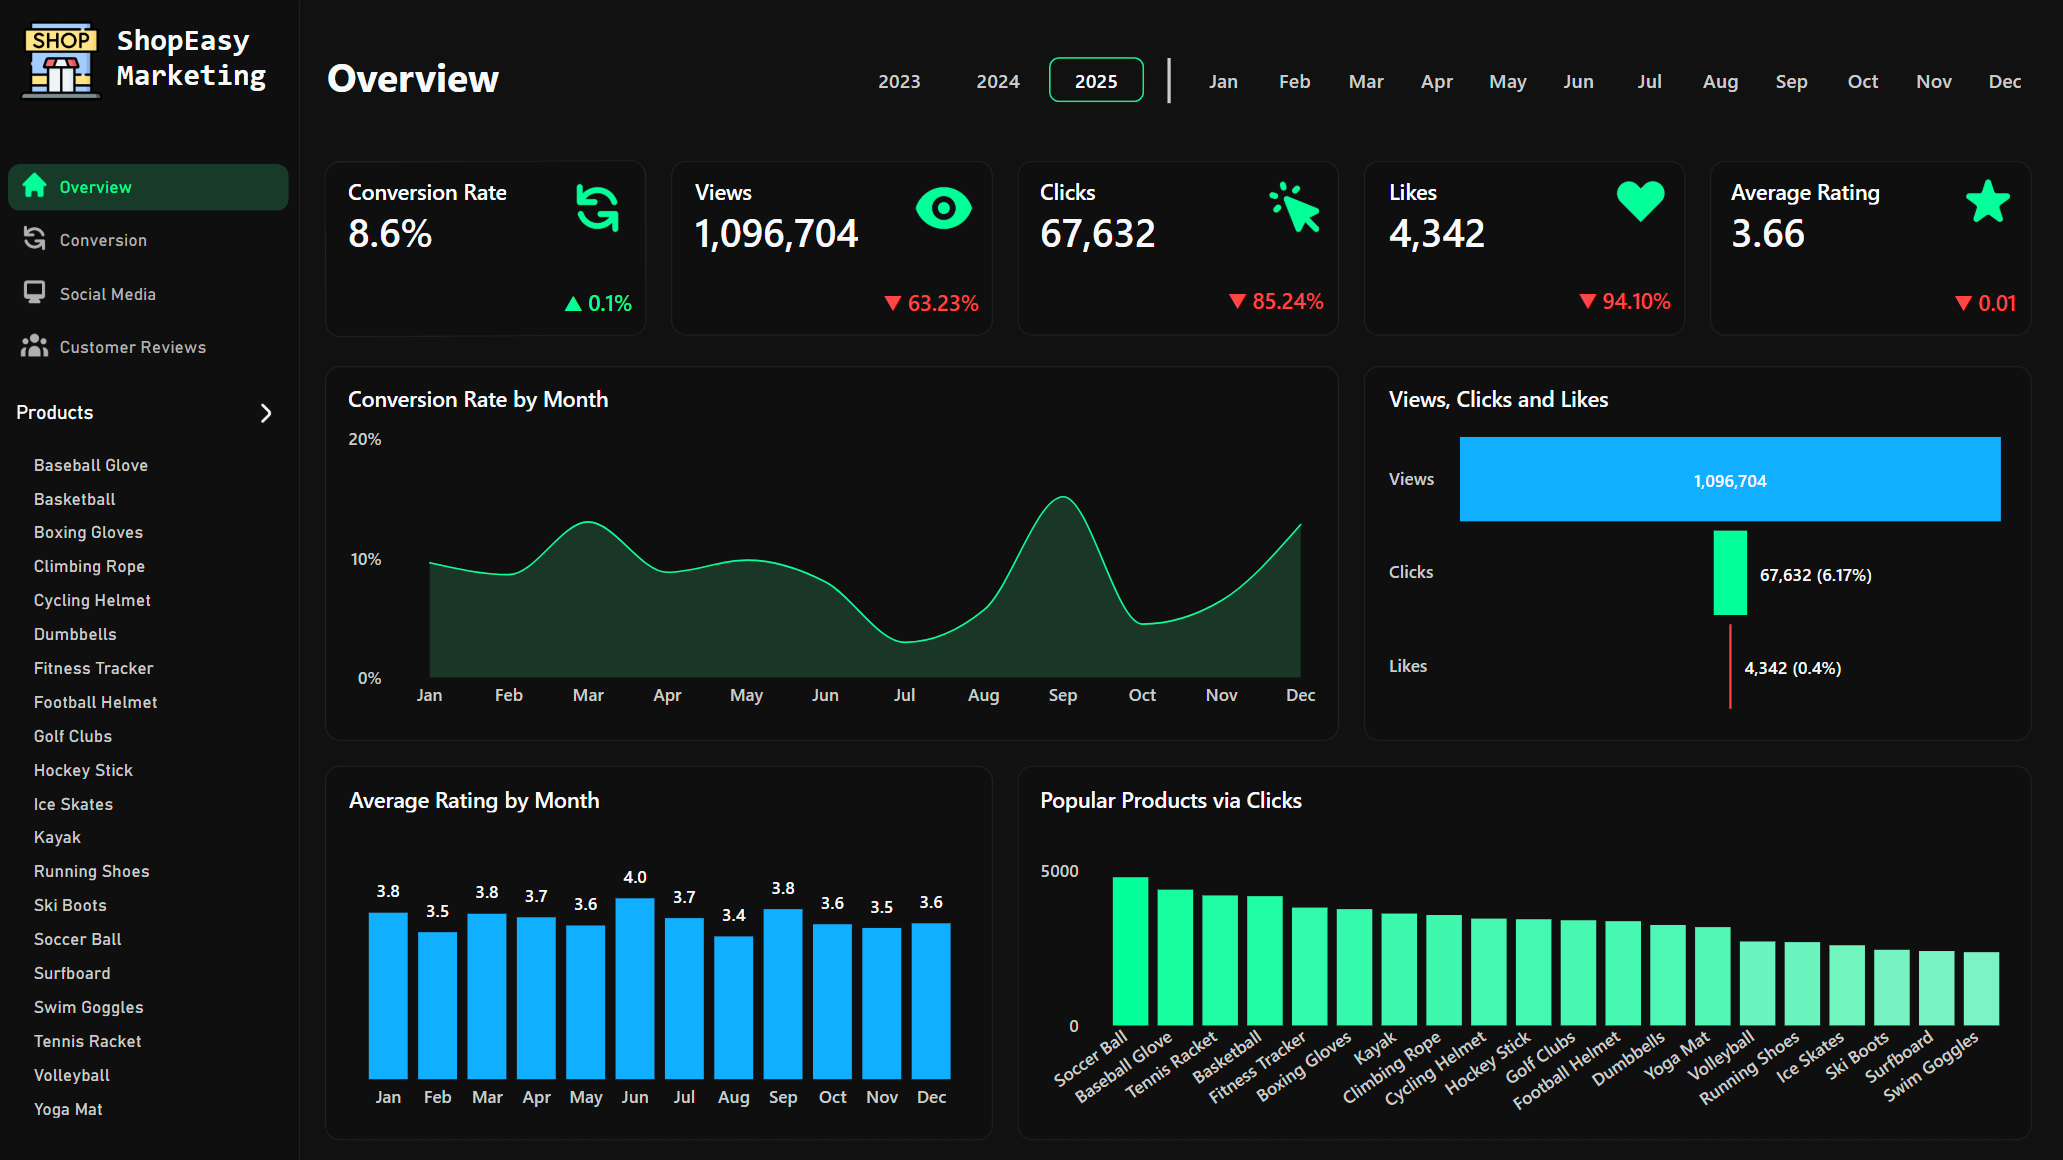 SHOP
ShopEasy
Marketing
Overview
2023 2024 2025 Jan Feb Mar Apr May Jun Jul Aug Sep Oct Nov Dec
Overview
Conversion
Social Media
Customer Reviews
Products
Baseball Glove
Basketball
Boxing Gloves
Climbing Rope
Cycling Helmet
Dumbbells
Fitness Tracker
Football Helmet
Golf Clubs
Hockey Stick
Ice Skates
Kayak
Running Shoes
Ski Boots
Soccer Ball
Surfboard
Swim Goggles
Tennis Racket
Volleyball
Yoga Mat
Conversion Rate
8.6%
▲ 0.1%
Views
1,096,704
▼ 63.23%
Clicks
67,632
▼ 85.24%
Likes
4,342
▼ 94.10%
Average Rating
3.66
▼ 0.01
Conversion Rate by Month
20%
10%
0%
Jan Feb Mar Apr May Jun Jul Aug Sep Oct Nov Dec
Views, Clicks and Likes
Views 1,096,704
Clicks 67,632 (6.17%)
Likes 4,342 (0.4%)
Average Rating by Month
3.8 3.5 3.8 3.7 3.6 4.0 3.7 3.4 3.8 3.6 3.5 3.6
Jan Feb Mar Apr May Jun Jul Aug Sep Oct Nov Dec
Popular Products via Clicks
5000
0
Soccer Ball
Baseball Glove
Tennis Racket
Basketball
Fitness Tracker
Boxing Gloves
Kayak
Climbing Rope
Cycling Helmet
Hockey Stick
Golf Clubs
Football Helmet
Dumbbells
Yoga Mat
Volleyball
Running Shoes
Ice Skates
Ski Boots
Surfboard
Swim Goggles